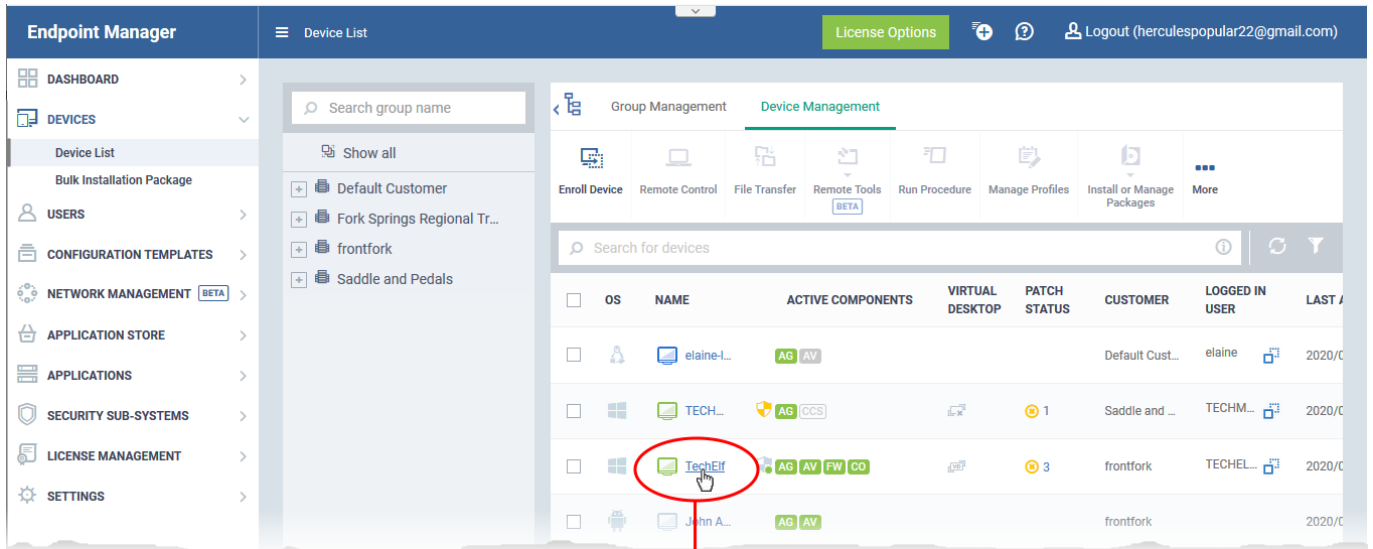 Endpoint Manager
Device List
License Options
Logout (herculespopular22@gmail.com)
DASHBOARD
DEVICES
Device List
Bulk Installation Package
USERS
CONFIGURATION TEMPLATES
NETWORK MANAGEMENT BETA
APPLICATION STORE
APPLICATIONS
SECURITY SUB-SYSTEMS
LICENSE MANAGEMENT
SETTINGS
Search group name
Show all
Default Customer
Fork Springs Regional Tr...
frontfork
Saddle and Pedals
Group Management Device Management
Enroll Device Remote Control File Transfer Remote Tools BETA Run Procedure Manage Profiles Install or Manage Packages More
Search for devices
OS NAME ACTIVE COMPONENTS VIRTUAL DESKTOP PATCH STATUS CUSTOMER LOGGED IN USER LAST A
elaine-l... AG AV Default Cust... elaine 2020/0
TECH... AG CCS 1 Saddle and ... TECHM... 2020/0
TechElf AG AV FW CO 3 frontfork TECHEL... 2020/0
John A... AG AV frontfork 2020/0